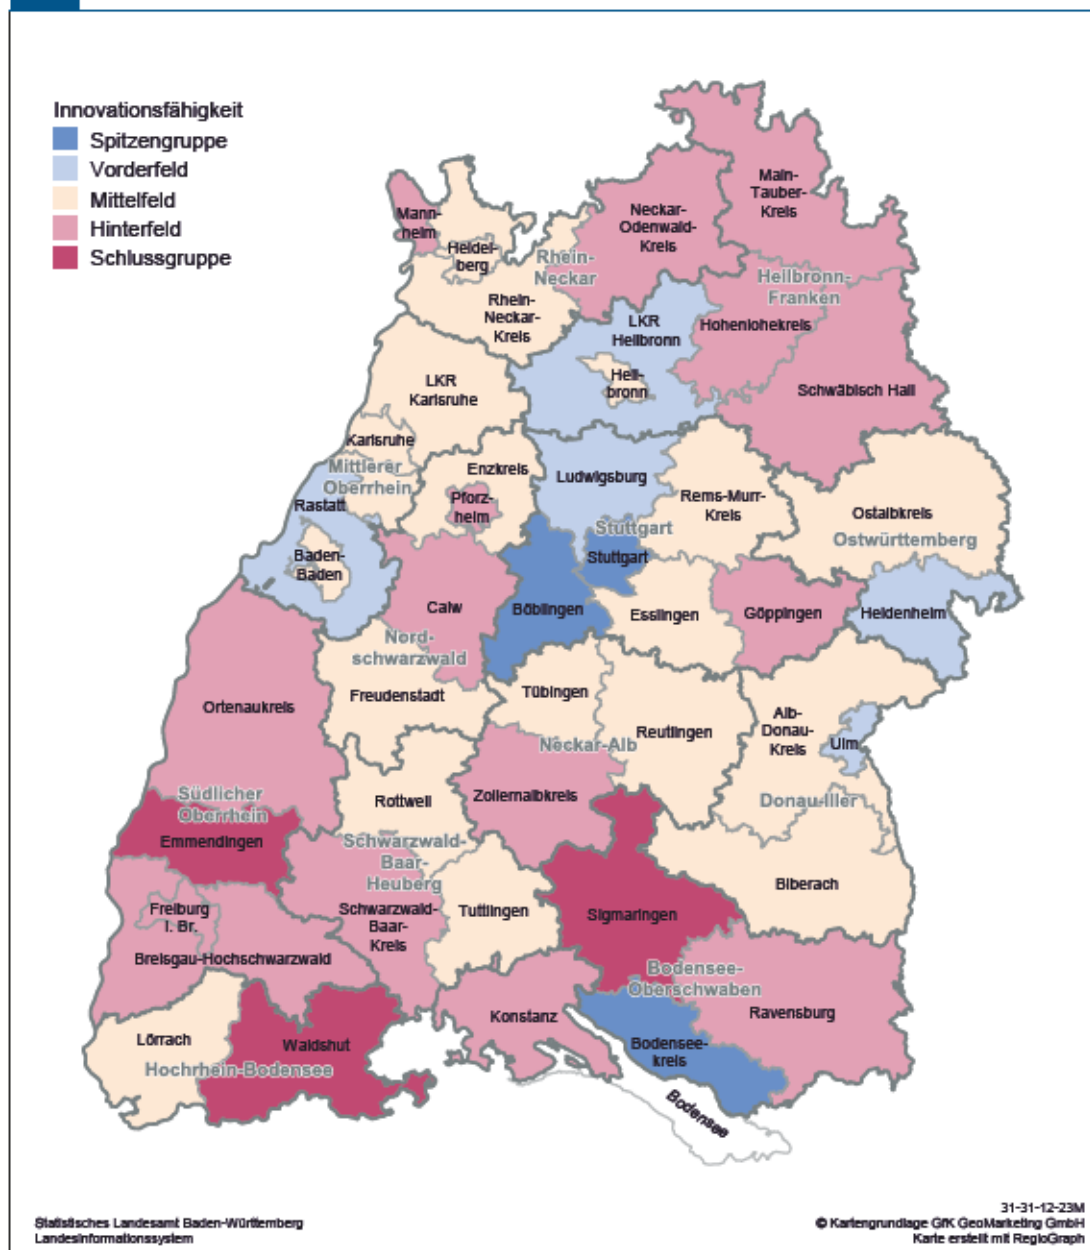 Innovationsfähigkeit
Spitzengruppe
Vorderfeld
Mittelfeld
Hinterfeld
Schlussgruppe
Main-
Tauber-
Kreis
Mann-
heim
Neckar-
Odenwald-
Kreis
Heidel-
berg
Rhein-
Neckar
Heilbronn-
Franken
Rhein-
Neckar-
Kreis
LKR
Heilbronn
Hohenlohekreis
Heil-
bronn
LKR
Karlsruhe
Schwäbisch Hall
Karlsruhe
Mittlerer
Oberrhein
Enzkreis
Ludwigsburg
Rems-Murr-
Kreis
Rastatt
Pforz-
heim
Ostalbkreis
Stuttgart
Ostwürttemberg
Baden-
Baden
Stuttgart
Calw
Böblingen
Esslingen
Göppingen
Heidenheim
Nord-
schwarzwald
Freudenstadt
Tübingen
Ortenaukreis
Reutlingen
Alb-
Donau-
Kreis
Ulm
Neckar-Alb
Südlicher
Oberrhein
Rottweil
Zollernalbkreis
Donau-Iller
Emmendingen
Schwarzwald-
Baar-
Heuberg
Biberach
Freiburg
i. Br.
Schwarzwald-
Baar-
Kreis
Tuttlingen
Sigmaringen
Breisgau-Hochschwarzwald
Bodensee-
Oberschwaben
Konstanz
Ravensburg
Lörrach
Waldshut
Bodensee-
kreis
Hochrhein-Bodensee
Bodensee
Statistisches Landesamt Baden-Württemberg
Landesinformationssystem
31-31-12-23M
© Kartengrundlage GfK GeoMarketing GmbH
Karte erstellt mit RegioGraph